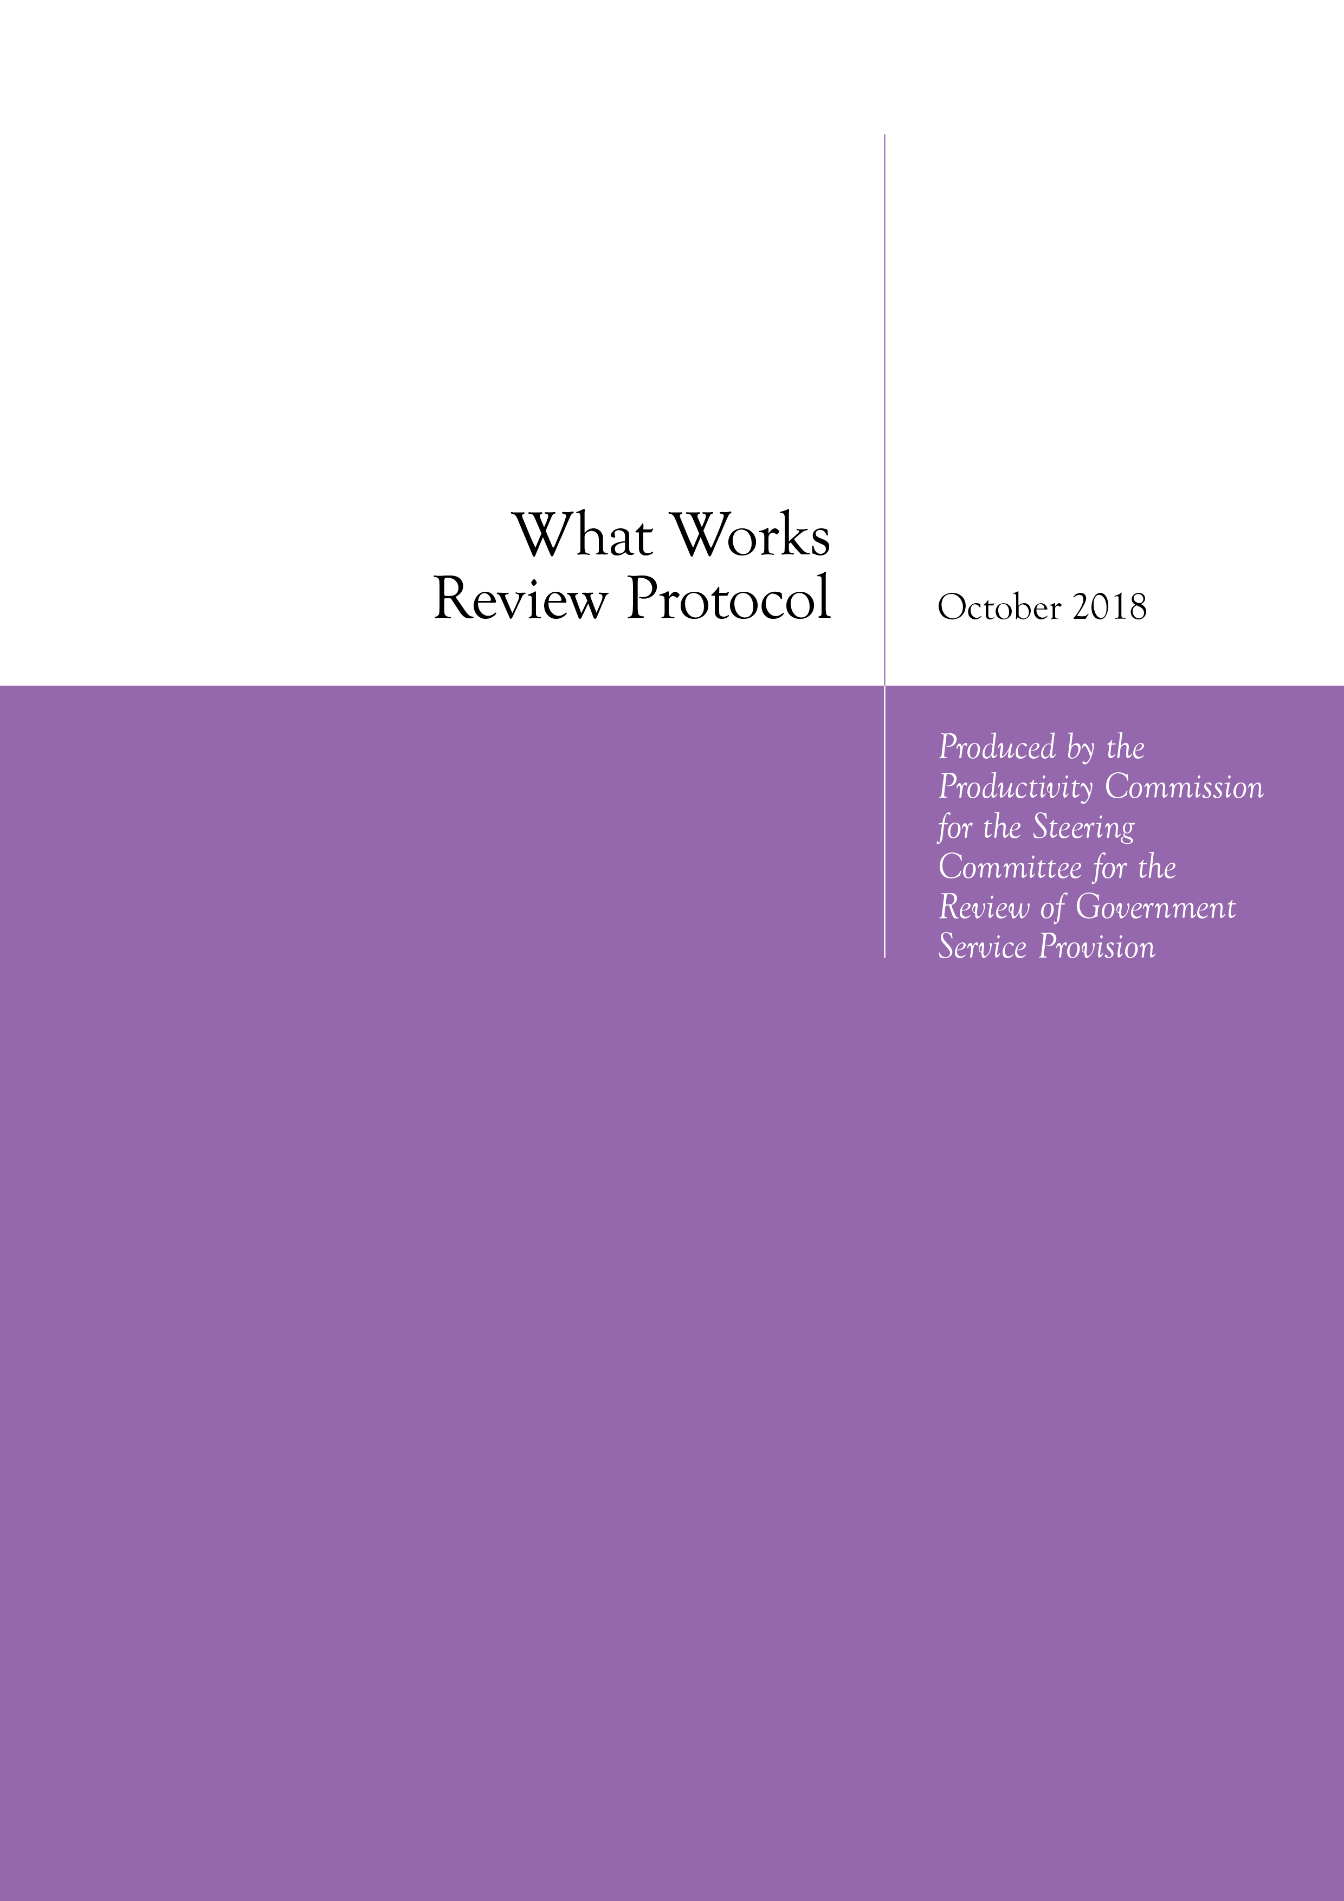 What Works
Review Protocol
October 2018
Produced by the
Productivity Commission
for the Steering
Committee for the
Review of Government
Service Provision